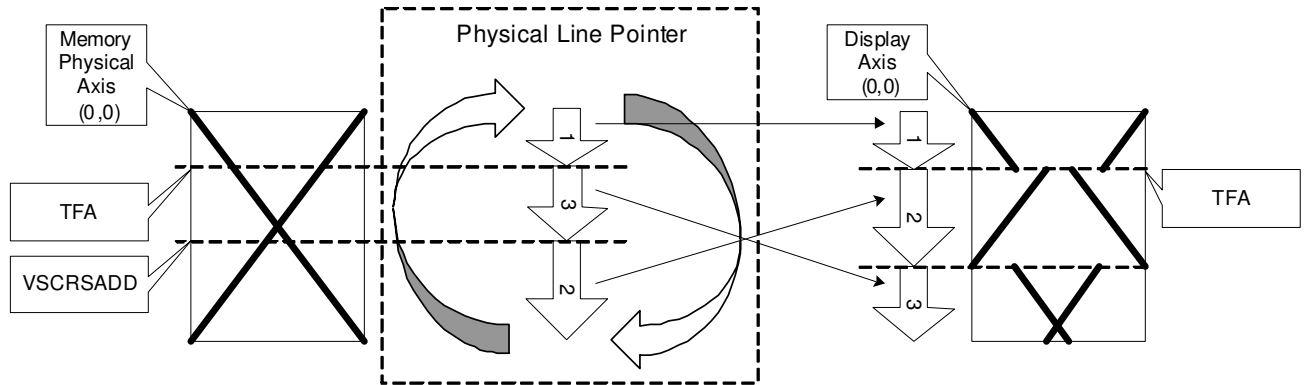 Physical Line Pointer
Memory
Physical
Axis
(0,0)
TFA
VSCRSADD
1
3
2
Display
Axis
(0,0)
1
2
3
TFA